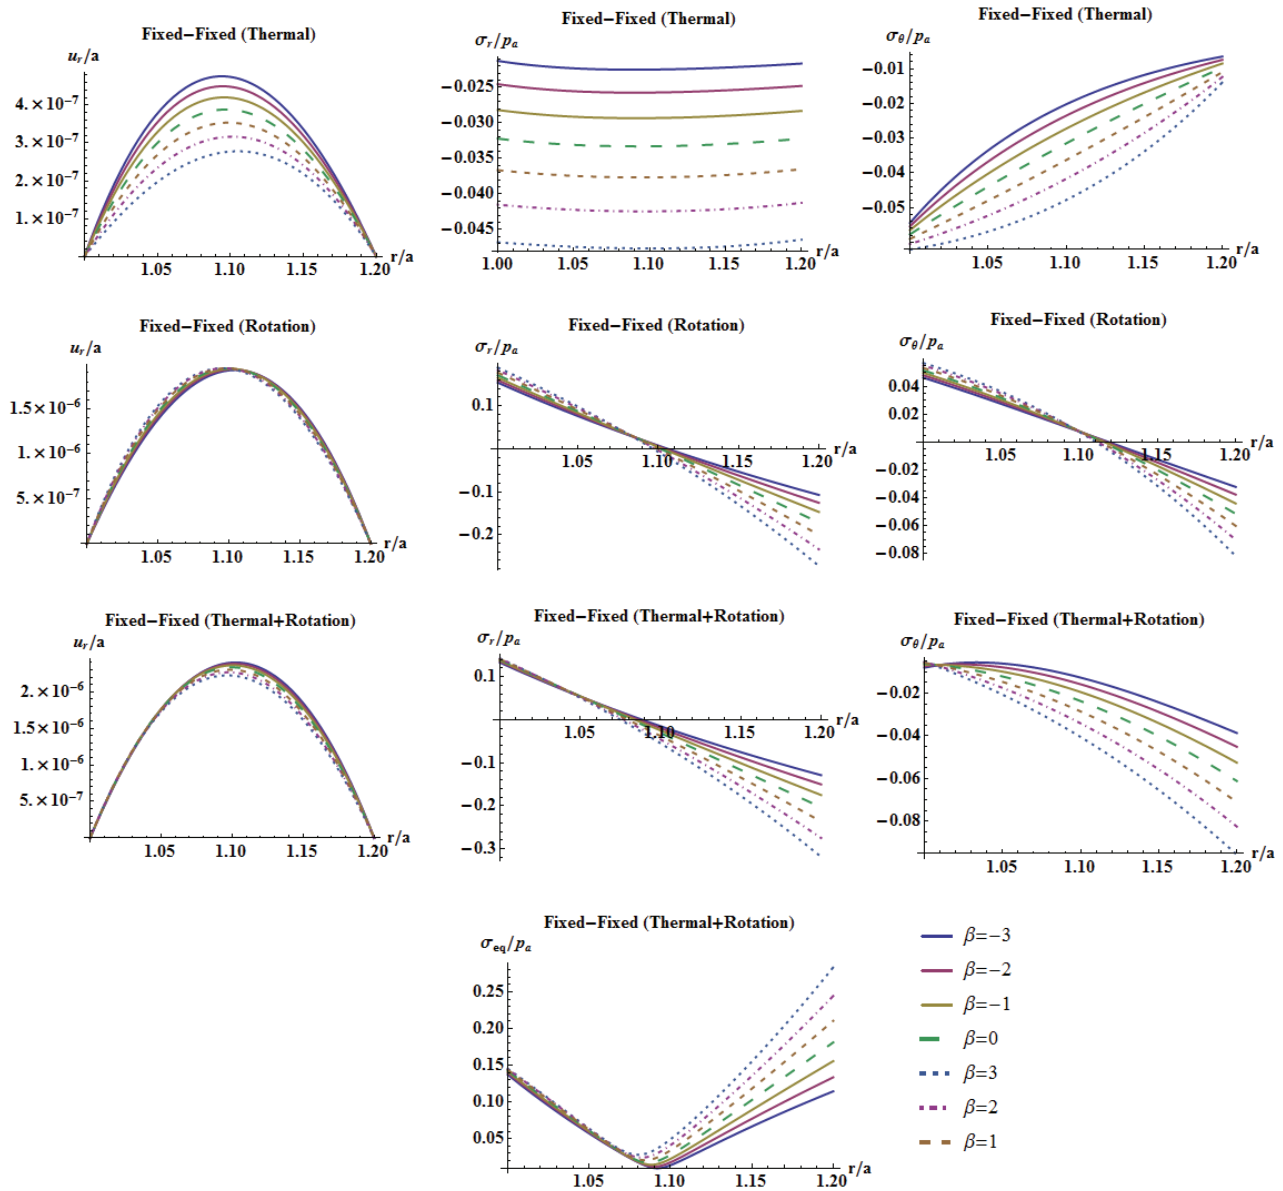 Fixed−Fixed (Thermal)
u_r/a
4.×10⁻⁷
3.×10⁻⁷
2.×10⁻⁷
1.×10⁻⁷
1.05 1.10 1.15 1.20 r/a
Fixed−Fixed (Thermal)
σ_r/p_a
−0.025
−0.030
−0.035
−0.040
−0.045
1.00 1.05 1.10 1.15 1.20 r/a
Fixed−Fixed (Thermal)
σ_θ/p_a
−0.01
−0.02
−0.03
−0.04
−0.05
1.05 1.10 1.15 1.20 r/a
Fixed−Fixed (Rotation)
u_r/a
1.5×10⁻⁶
1.×10⁻⁶
5.×10⁻⁷
1.05 1.10 1.15 1.20 r/a
Fixed−Fixed (Rotation)
σ_r/p_a
0.1
−0.1
−0.2
1.05 1.10 1.15 1.20 r/a
Fixed−Fixed (Rotation)
σ_θ/p_a
0.04
0.02
−0.02
−0.04
−0.06
−0.08
1.05 1.10 1.15 1.20 r/a
Fixed−Fixed (Thermal+Rotation)
u_r/a
2.×10⁻⁶
1.5×10⁻⁶
1.×10⁻⁶
5.×10⁻⁷
1.05 1.10 1.15 1.20 r/a
Fixed−Fixed (Thermal+Rotation)
σ_r/p_a
0.1
−0.1
−0.2
−0.3
1.05 1.10 1.15 1.20 r/a
Fixed−Fixed (Thermal+Rotation)
σ_θ/p_a
−0.02
−0.04
−0.06
−0.08
1.05 1.10 1.15 1.20 r/a
Fixed−Fixed (Thermal+Rotation)
σ_eq/p_a
0.25
0.20
0.15
0.10
0.05
1.05 1.10 1.15 1.20 r/a
β=−3
β=−2
β=−1
β=0
β=3
β=2
β=1